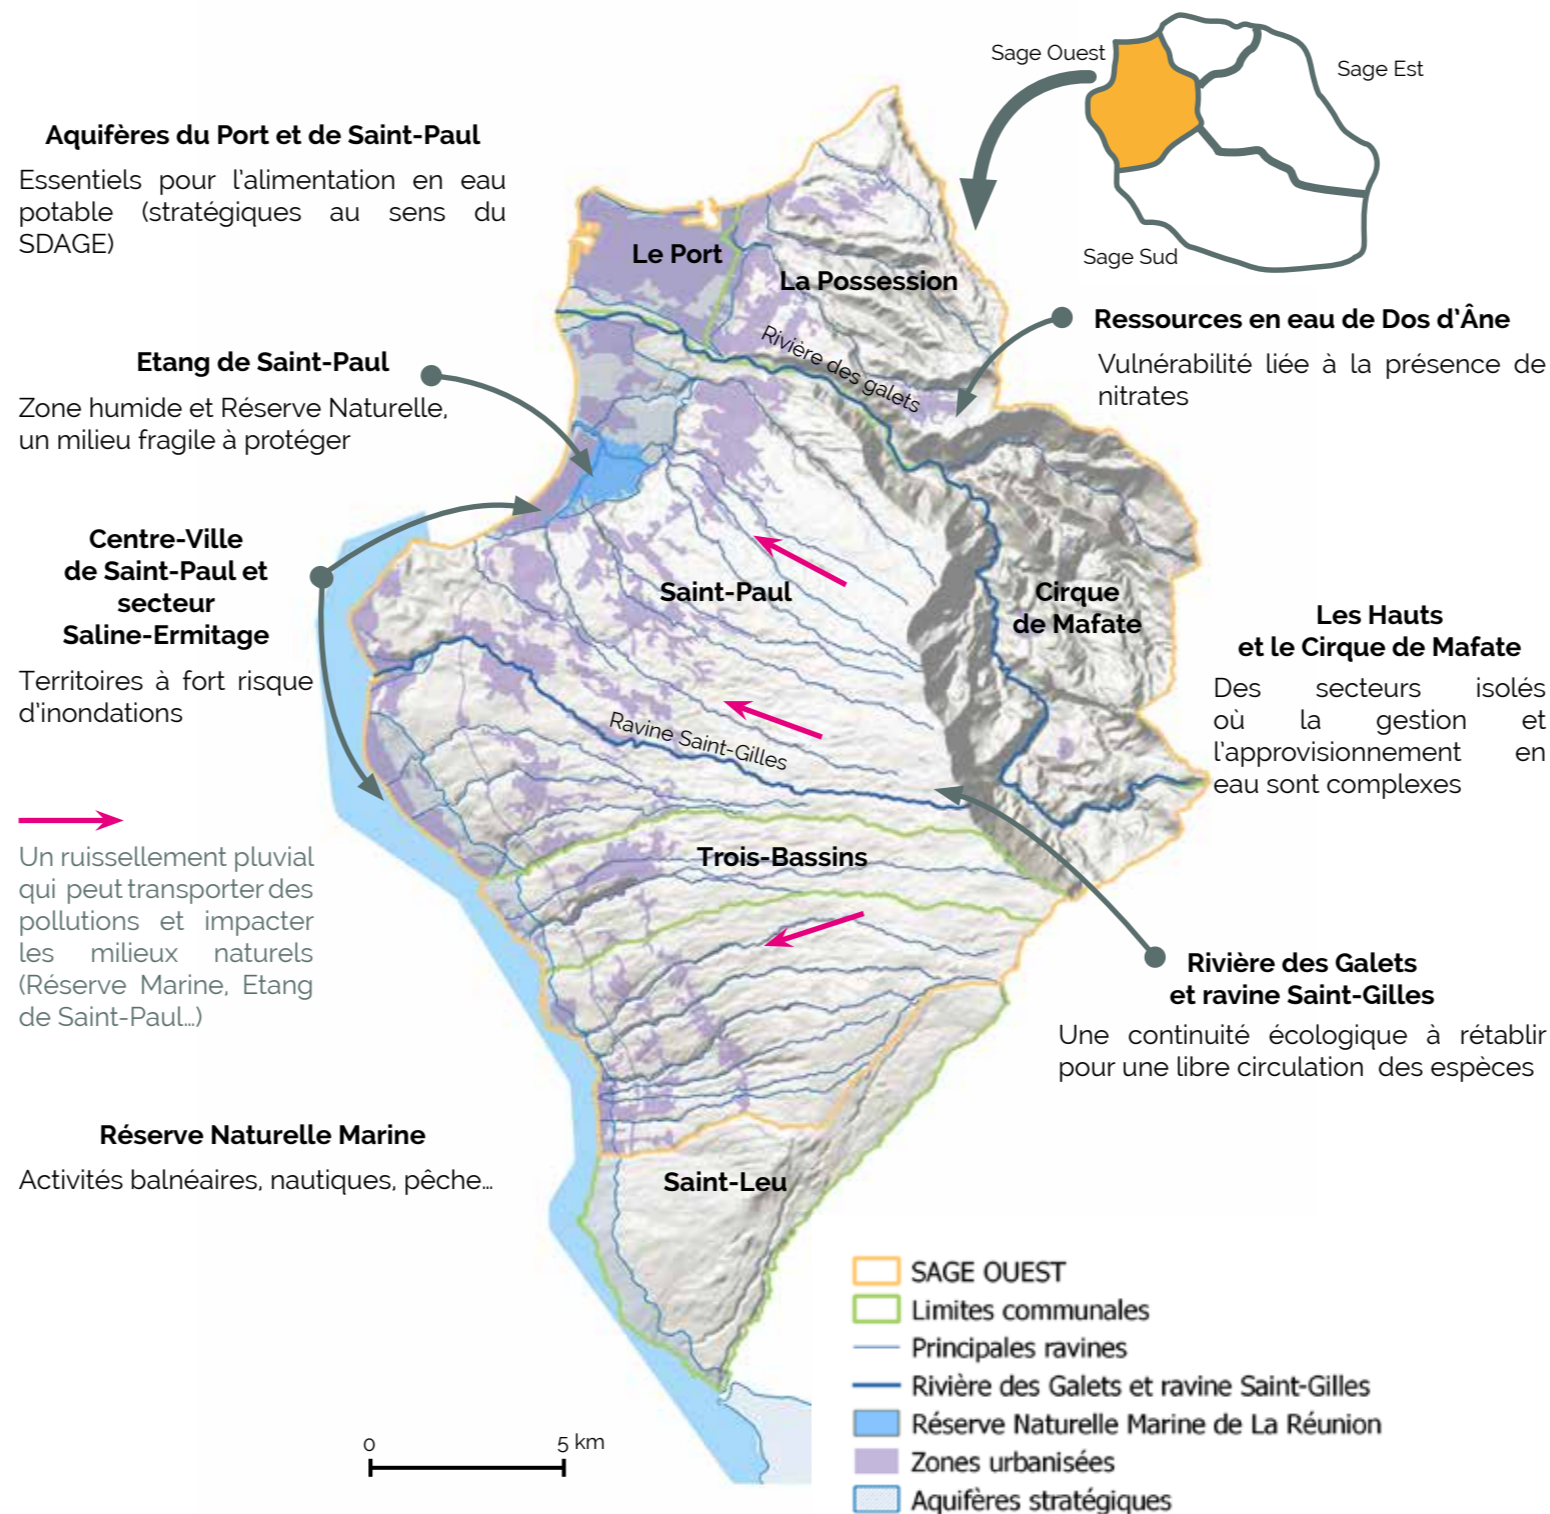 Sage Ouest
Sage Est
Sage Sud
Aquifères du Port et de Saint-Paul
Essentiels pour l'alimentation en eau
potable (stratégiques au sens du
SDAGE)
Etang de Saint-Paul
Zone humide et Réserve Naturelle,
un milieu fragile à protéger
Centre-Ville
de Saint-Paul et
secteur
Saline-Ermitage
Territoires à fort risque
d'inondations
Un ruissellement pluvial
qui peut transporter des
pollutions et impacter
les milieux naturels
(Réserve Marine, Etang
de Saint-Paul...)
Réserve Naturelle Marine
Activités balnéaires, nautiques, pêche...
Le Port
La Possession
Rivière des galets
Saint-Paul
Cirque
de Mafate
Ravine Saint-Gilles
Trois-Bassins
Saint-Leu
Ressources en eau de Dos d'Âne
Vulnérabilité liée à la présence de
nitrates
Les Hauts
et le Cirque de Mafate
Des secteurs isolés
où la gestion et
l'approvisionnement en
eau sont complexes
Rivière des Galets
et ravine Saint-Gilles
Une continuité écologique à rétablir
pour une libre circulation des espèces
0 5 km
SAGE OUEST
Limites communales
Principales ravines
Rivière des Galets et ravine Saint-Gilles
Réserve Naturelle Marine de La Réunion
Zones urbanisées
Aquifères stratégiques